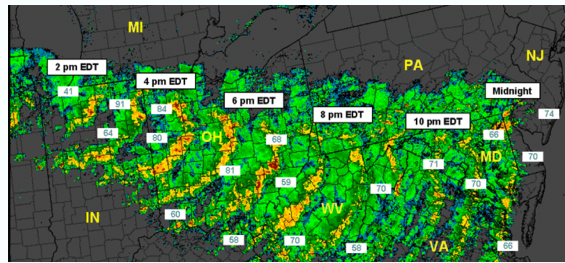 MI
NJ
PA
2 pm EDT
4 pm EDT
6 pm EDT
8 pm EDT
10 pm EDT
Midnight
41
91
84
74
64
80
OH
68
66
MD
70
81
59
71
70
70
IN
60
WV
58
70
58
VA
66